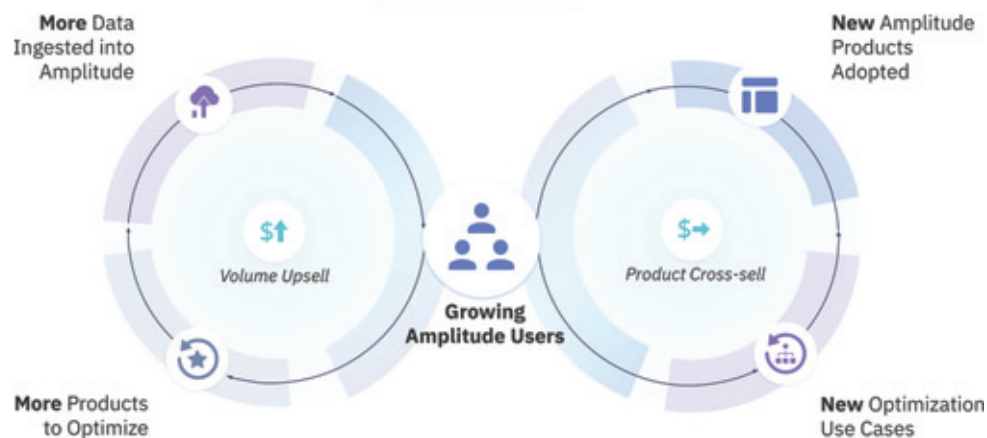 More Data
Ingested into
Amplitude
New Amplitude
Products
Adopted
$
Volume Upsell
$
Product Cross-sell
Growing
Amplitude Users
More Products
to Optimize
New Optimization
Use Cases